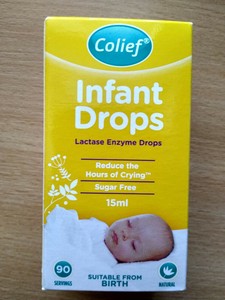 Colief®
Infant
Drops
Lactase Enzyme Drops
Reduce the
Hours of Crying™
Sugar Free
15ml
90
SERVINGS
SUITABLE FROM
BIRTH
NATURAL